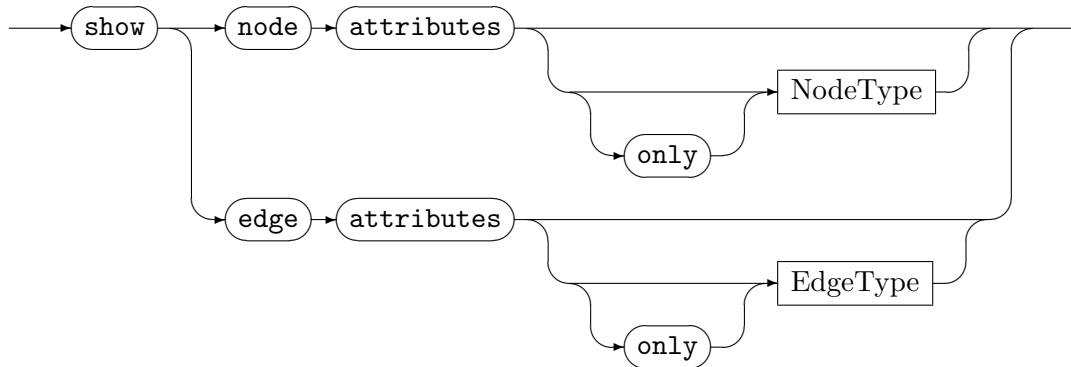 show node attributes
NodeType
only
edge attributes
EdgeType
only